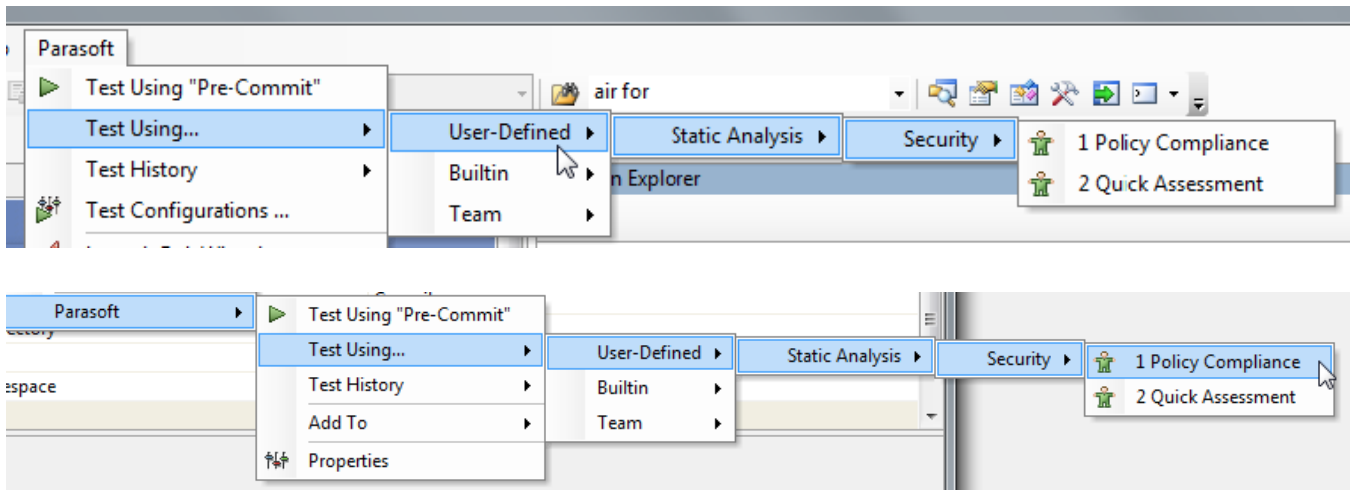 Parasoft
Test Using "Pre-Commit"
air for
Test Using...
User-Defined
Static Analysis
Security
1 Policy Compliance
Test History
Builtin
n Explorer
2 Quick Assessment
Test Configurations ...
Team
Parasoft
Test Using "Pre-Commit"
Test Using...
User-Defined
Static Analysis
Security
1 Policy Compliance
espace
Test History
Builtin
2 Quick Assessment
Add To
Team
Properties